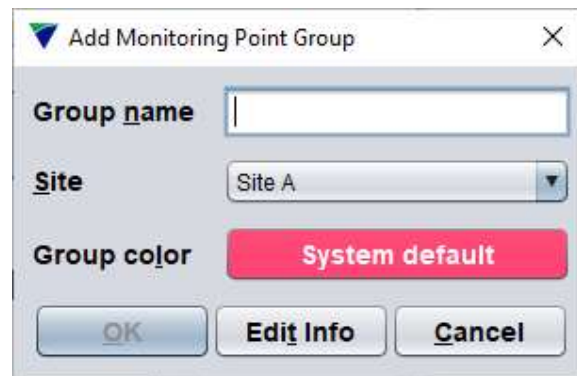 Add Monitoring Point Group
Group name
Site Site A
Group color System default
OK Edit Info Cancel